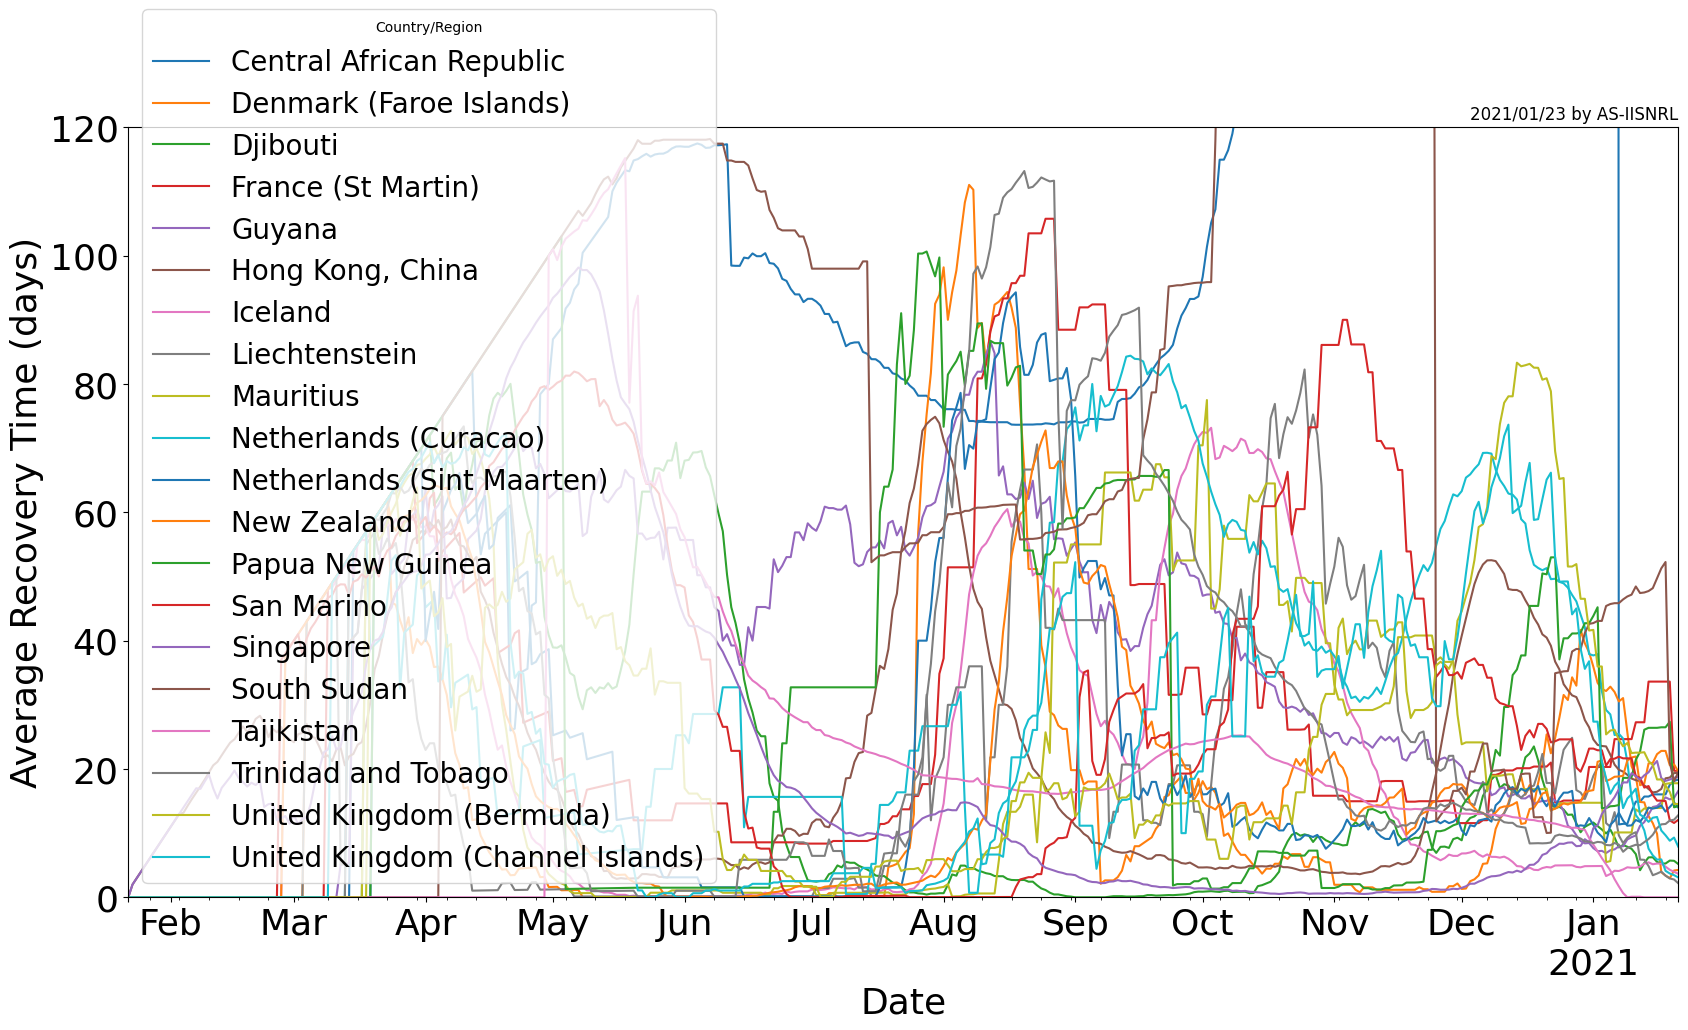 Country/Region
Central African Republic
Denmark (Faroe Islands)
Djibouti
France (St Martin)
Guyana
Hong Kong, China
Iceland
Liechtenstein
Mauritius
Netherlands (Curacao)
Netherlands (Sint Maarten)
New Zealand
Papua New Guinea
San Marino
Singapore
South Sudan
Tajikistan
Trinidad and Tobago
United Kingdom (Bermuda)
United Kingdom (Channel Islands)
2021/01/23 by AS-IISNRL
Average Recovery Time (days)
120
100
80
60
40
20
0
Feb Mar Apr May Jun Jul Aug Sep Oct Nov Dec Jan
2021
Date